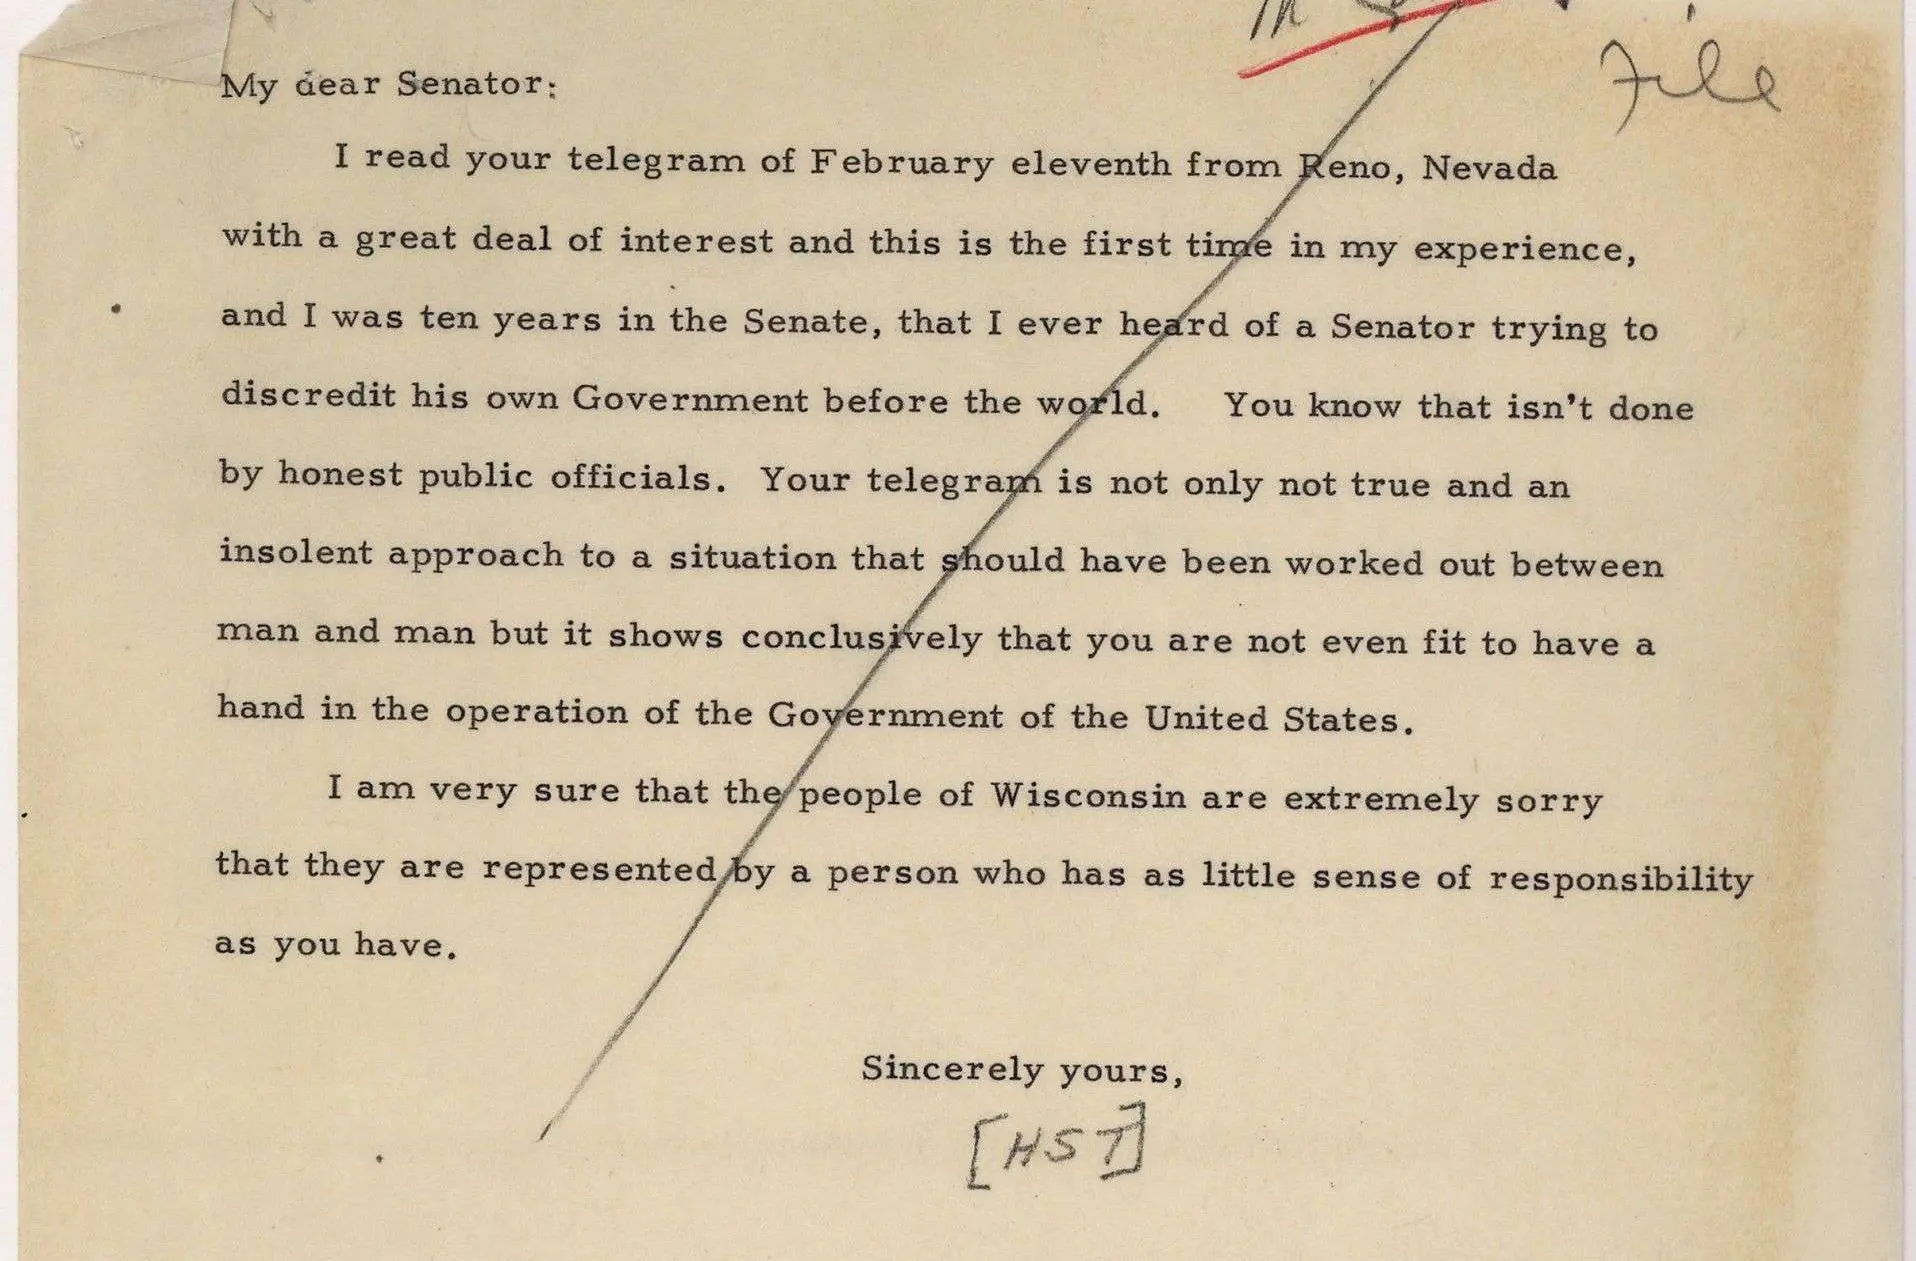 File
My dear Senator:
I read your telegram of February eleventh from Reno, Nevada
with a great deal of interest and this is the first time in my experience,
and I was ten years in the Senate, that I ever heard of a Senator trying to
discredit his own Government before the world. You know that isn't done
by honest public officials. Your telegram is not only not true and an
insolent approach to a situation that should have been worked out between
man and man but it shows conclusively that you are not even fit to have a
hand in the operation of the Government of the United States.
I am very sure that the people of Wisconsin are extremely sorry
that they are represented by a person who has as little sense of responsibility
as you have.
Sincerely yours,
[HST]